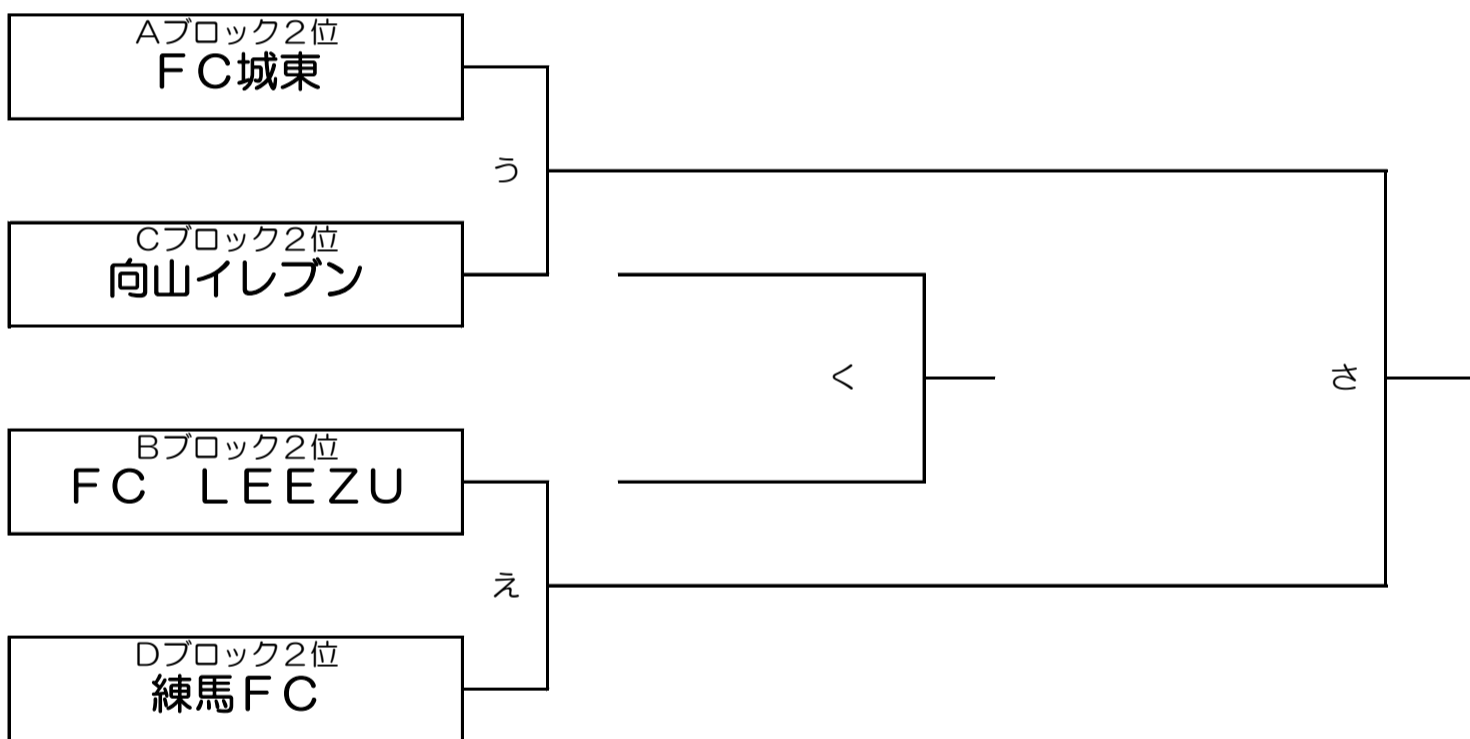 Ａブロック２位
ＦＣ城東
う
Ｃブロック２位
向山イレブン
く
さ
Ｂブロック２位
ＦＣ　ＬＥＥＺＵ
え
Ｄブロック２位
練馬ＦＣ